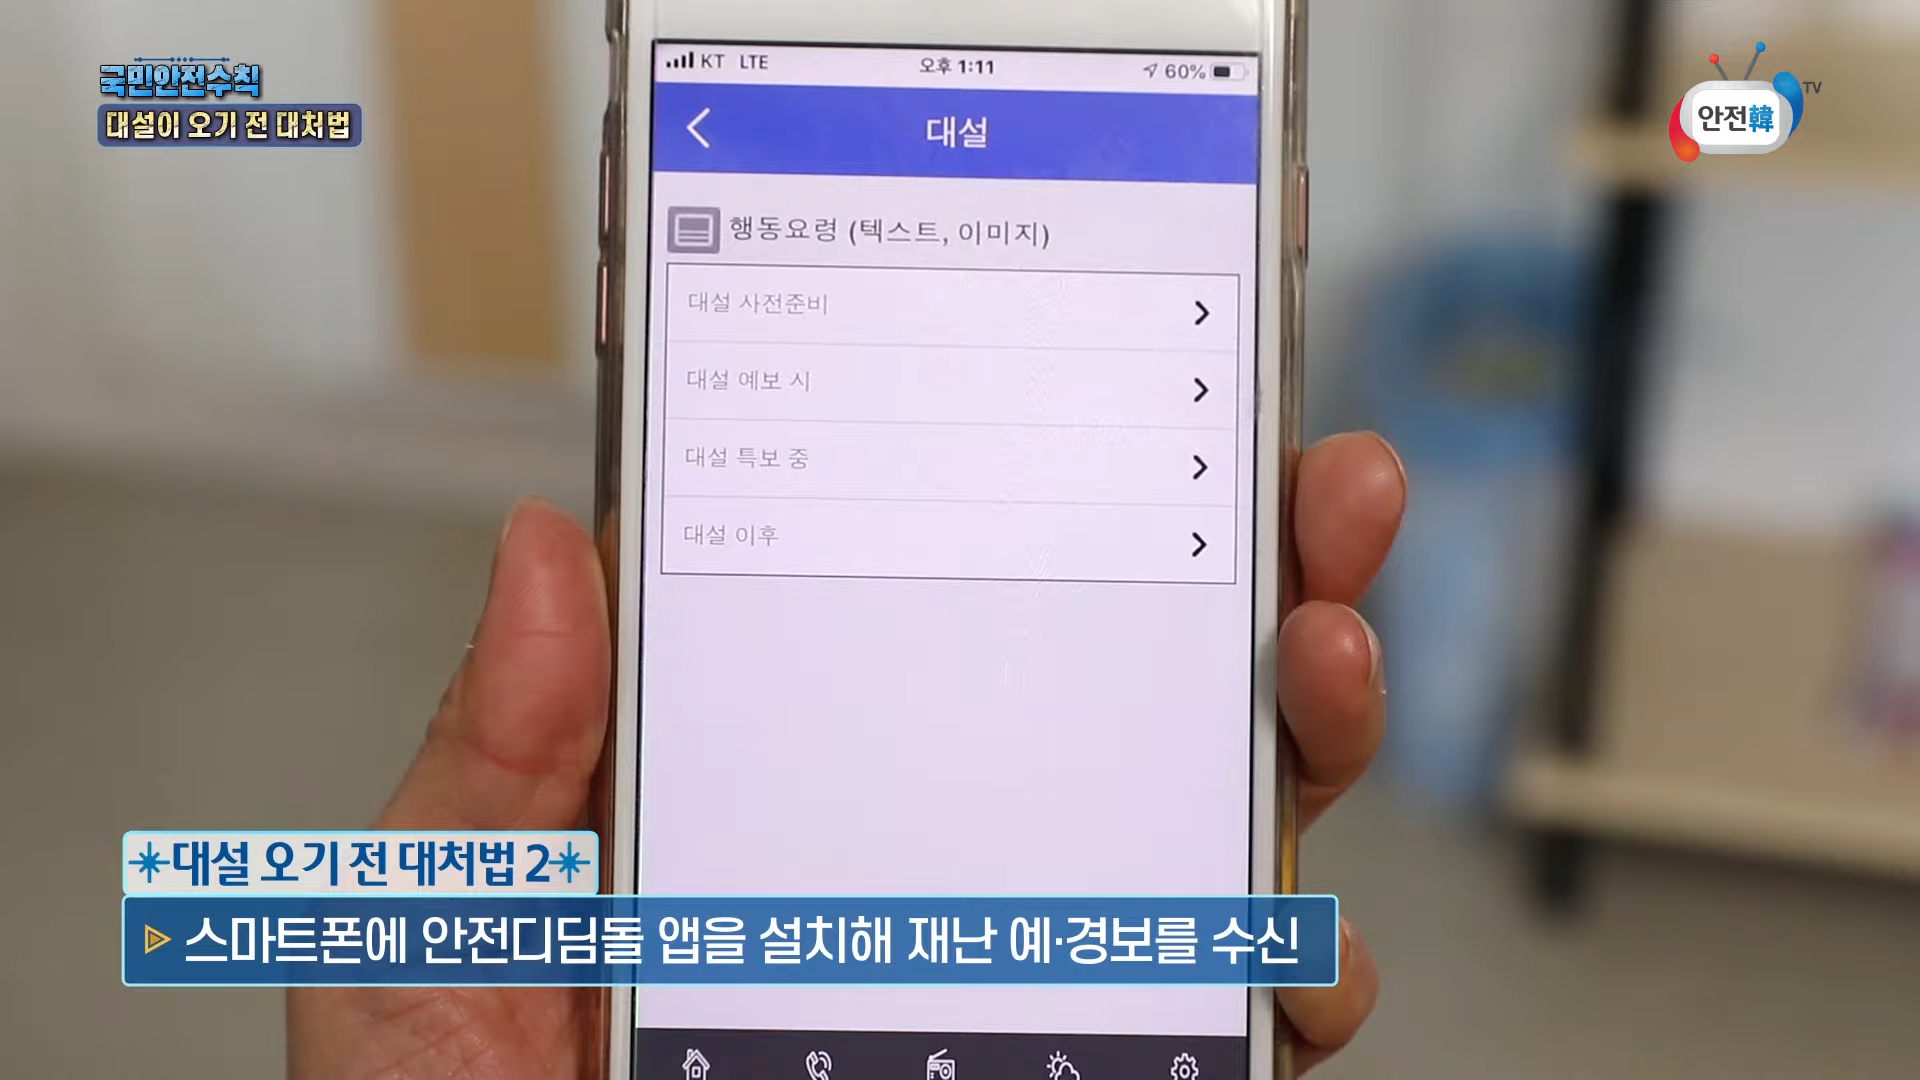 국민안전수칙
대설이 오기 전 대처법
안전韓 TV
KT LTE
오후 1:11
60%
대설
행동요령 (텍스트, 이미지)
대설 사전준비
대설 예보 시
대설 특보 중
대설 이후
대설 오기 전 대처법 2
스마트폰에 안전디딤돌 앱을 설치해 재난 예·경보를 수신